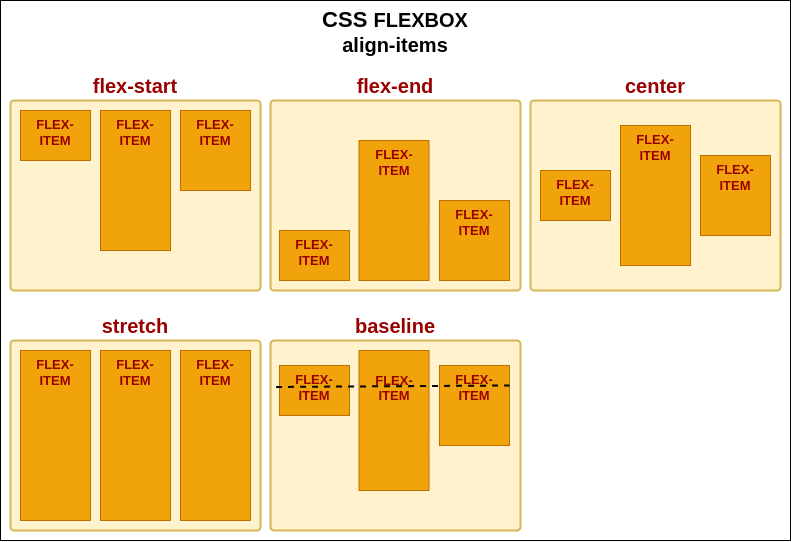 CSS FLEXBOX
align-items
flex-start
FLEX-
ITEM
FLEX-
ITEM
FLEX-
ITEM
flex-end
FLEX-
ITEM
FLEX-
ITEM
FLEX-
ITEM
center
FLEX-
ITEM
FLEX-
ITEM
FLEX-
ITEM
stretch
FLEX-
ITEM
FLEX-
ITEM
FLEX-
ITEM
baseline
FLEX-
ITEM
FLEX-
ITEM
FLEX-
ITEM